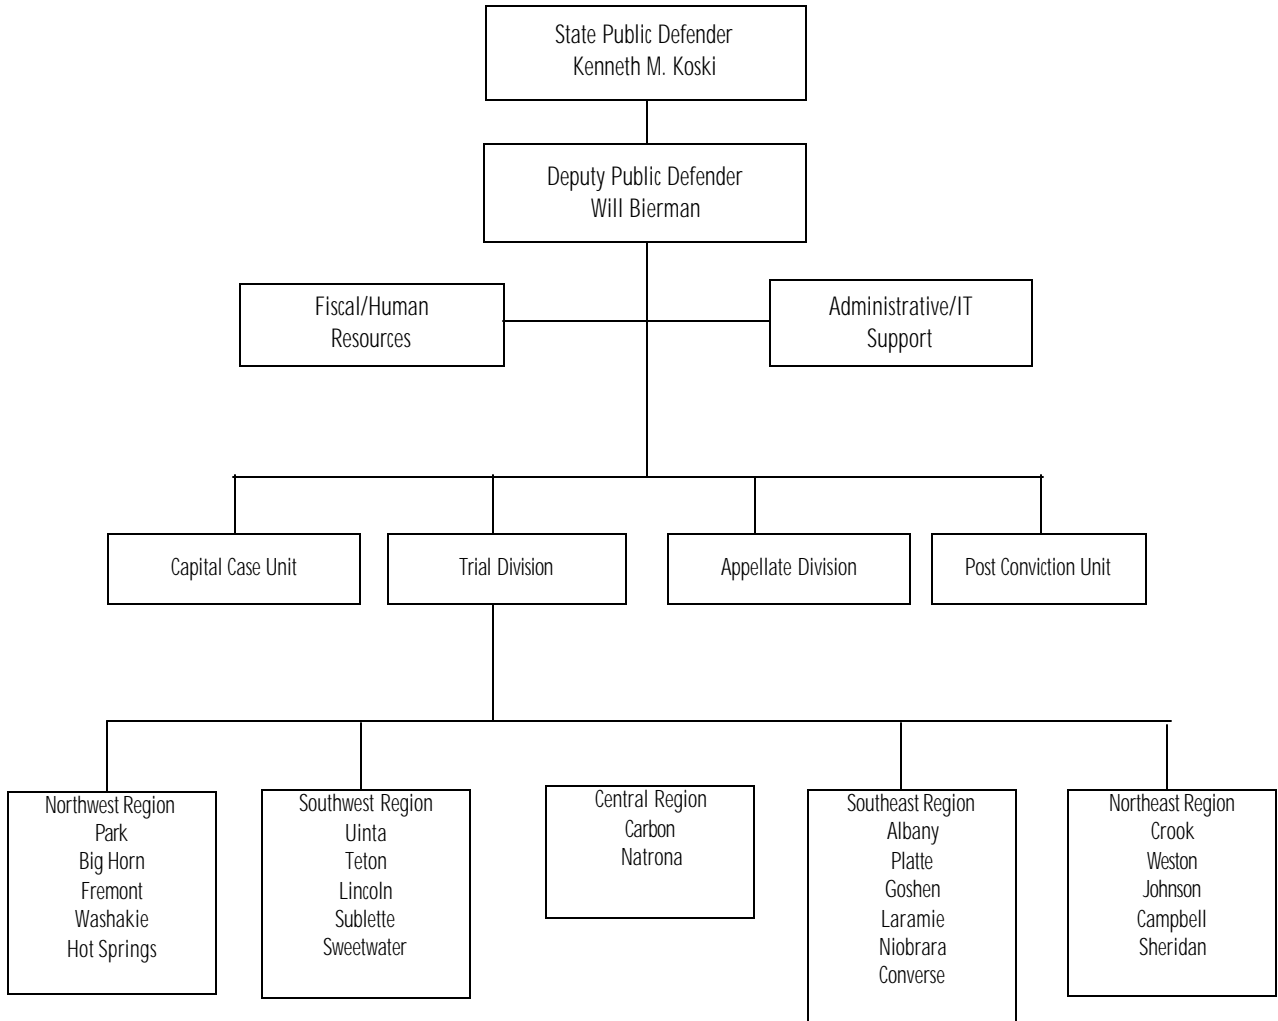 State Public Defender
Kenneth M. Koski
Deputy Public Defender
Will Bierman
Fiscal/Human
Resources
Administrative/IT
Support
Capital Case Unit
Trial Division
Appellate Division
Post Conviction Unit
Northwest Region
Park
Big Horn
Fremont
Washakie
Hot Springs
Southwest Region
Uinta
Teton
Lincoln
Sublette
Sweetwater
Central Region
Carbon
Natrona
Southeast Region
Albany
Platte
Goshen
Laramie
Niobrara
Converse
Northeast Region
Crook
Weston
Johnson
Campbell
Sheridan